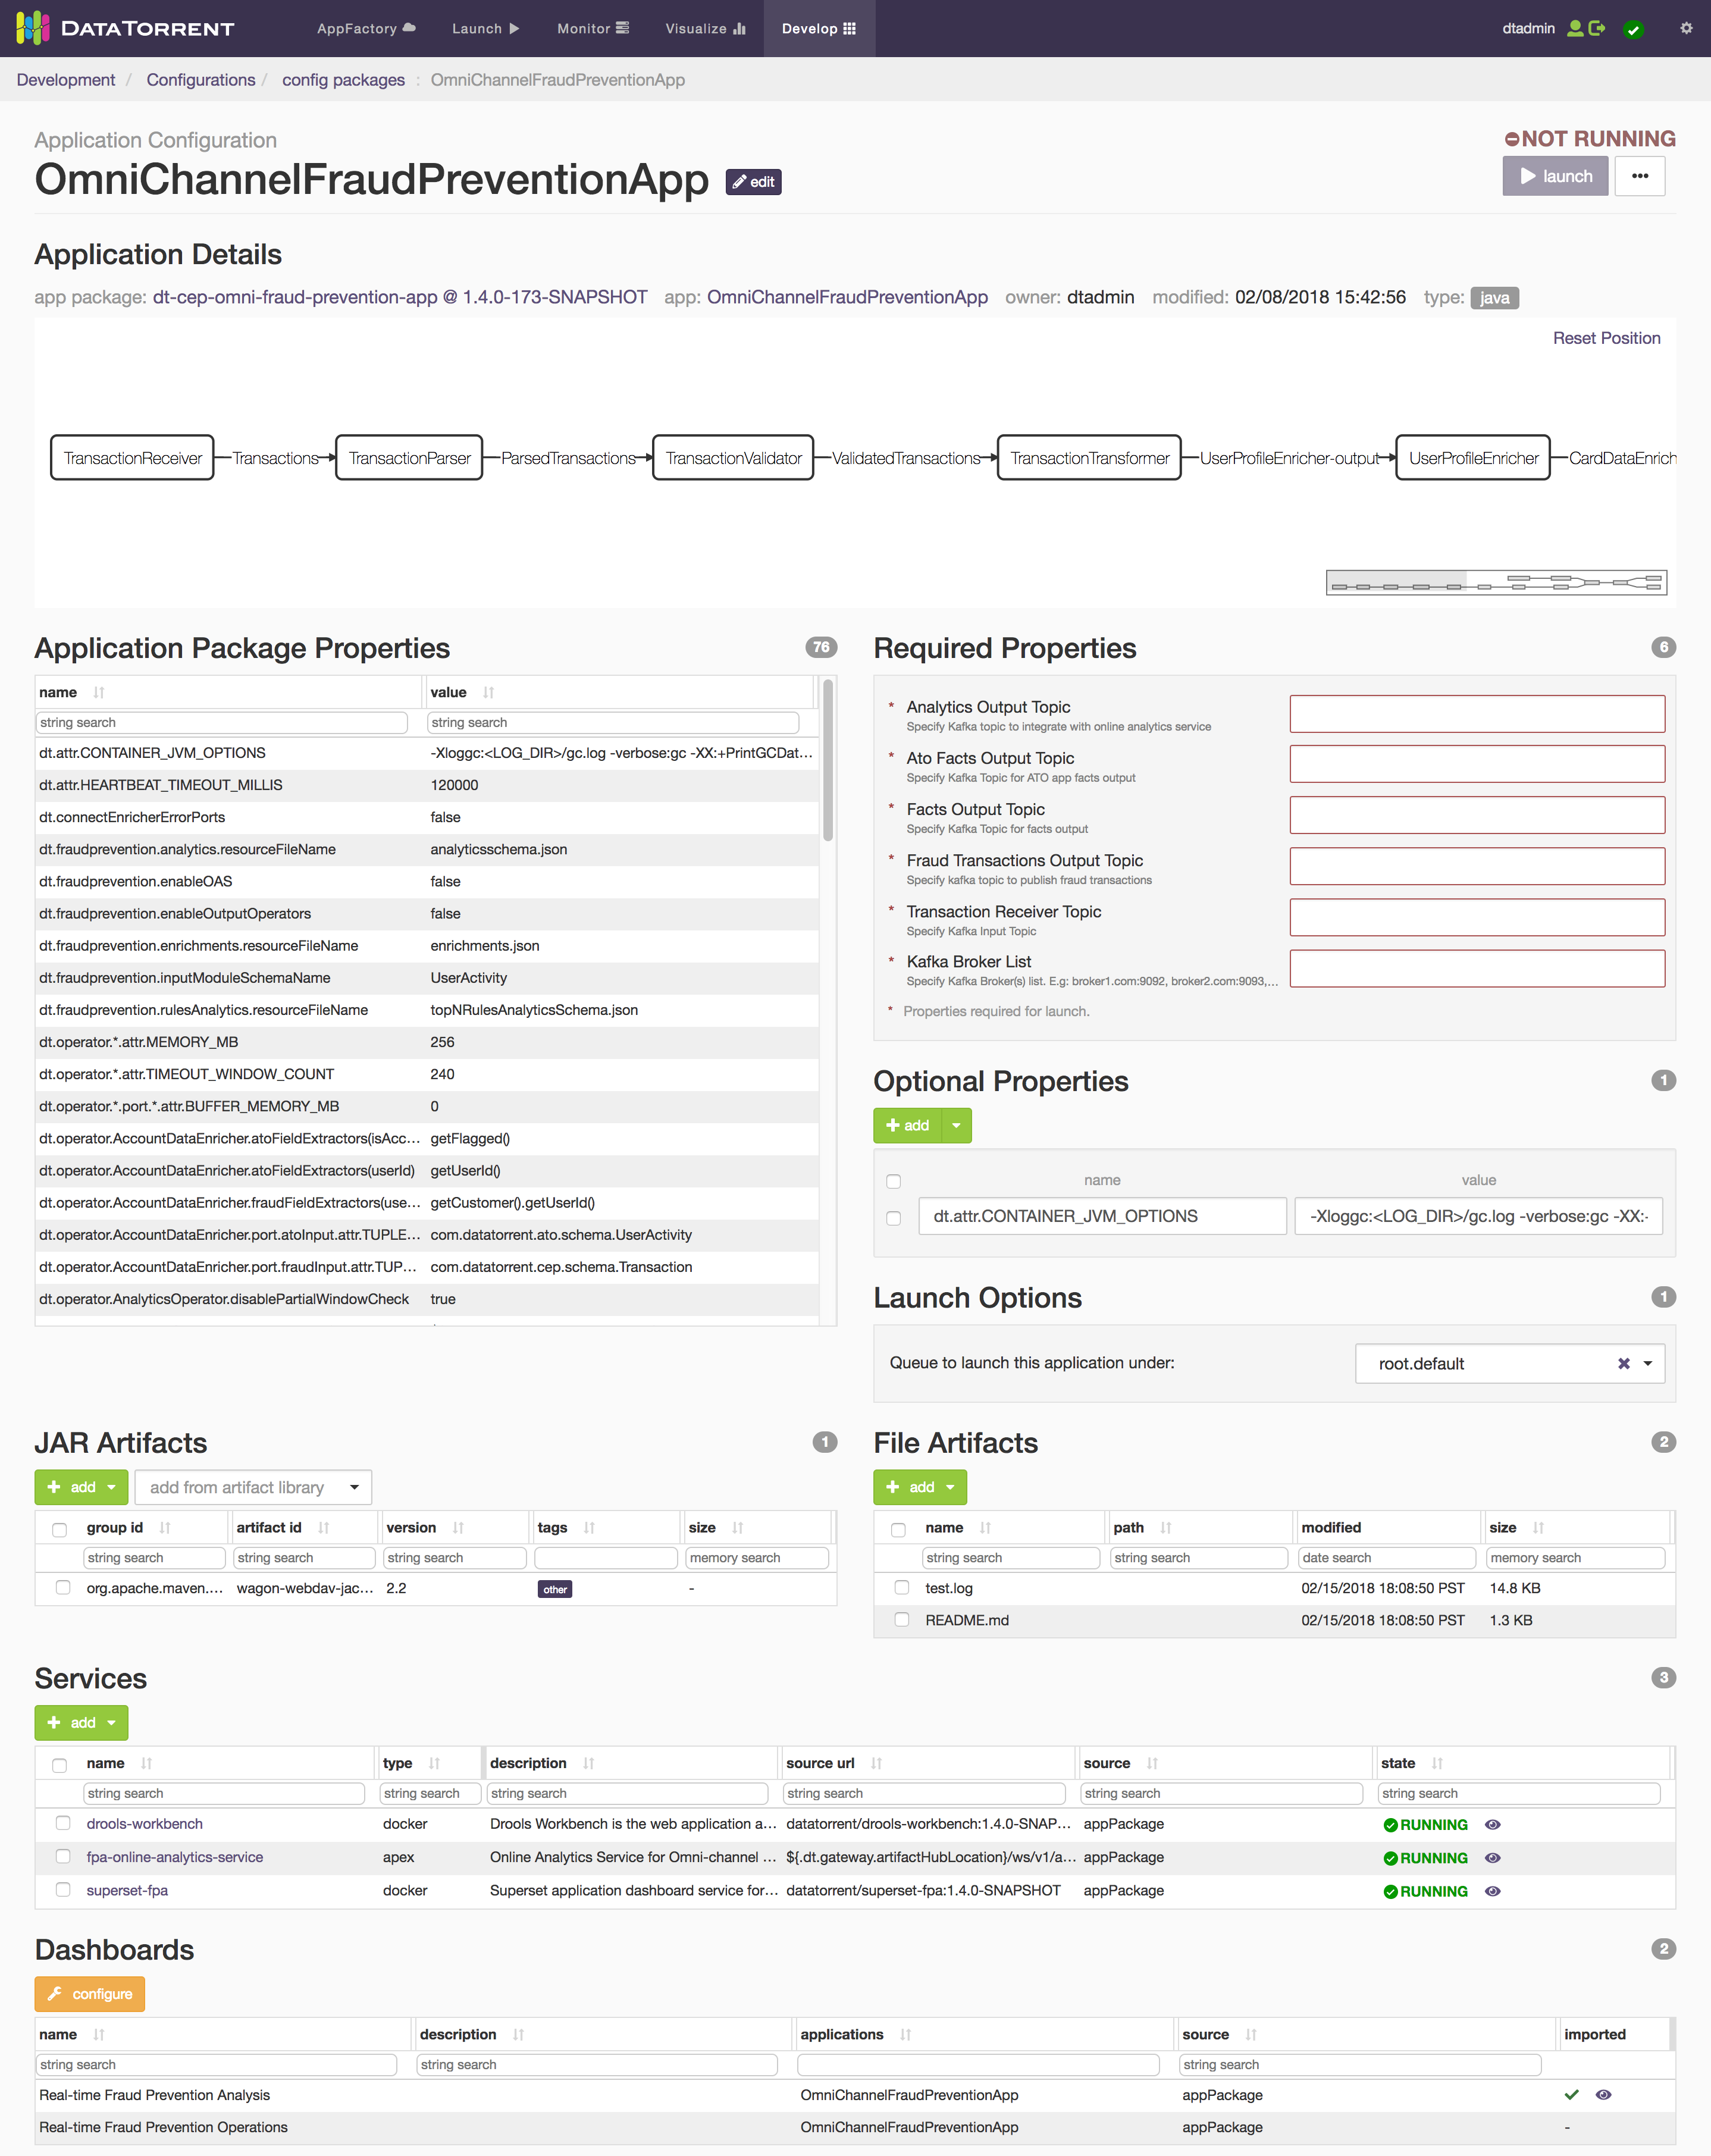 DATATORRENT AppFactory Launch Monitor Visualize Develop dtadmin
Development / Configurations / config packages : OmniChannelFraudPreventionApp
Application Configuration
NOT RUNNING
OmniChannelFraudPreventionApp edit
launch •••
Application Details
app package: dt-cep-omni-fraud-prevention-app @ 1.4.0-173-SNAPSHOT app: OmniChannelFraudPreventionApp owner: dtadmin modified: 02/08/2018 15:42:56 type: java
Reset Position
TransactionReceiver Transactions TransactionParser ParsedTransactions TransactionValidator ValidatedTransactions TransactionTransformer UserProfileEnricher-output UserProfileEnricher CardDataEnrich
Application Package Properties 76
name value
string search string search
dt.attr.CONTAINER_JVM_OPTIONS -Xloggc:<LOG_DIR>/gc.log -verbose:gc -XX:+PrintGCDat...
dt.attr.HEARTBEAT_TIMEOUT_MILLIS 120000
dt.connectEnricherErrorPorts false
dt.fraudprevention.analytics.resourceFileName analyticsschema.json
dt.fraudprevention.enableOAS false
dt.fraudprevention.enableOutputOperators false
dt.fraudprevention.enrichments.resourceFileName enrichments.json
dt.fraudprevention.inputModuleSchemaName UserActivity
dt.fraudprevention.rulesAnalytics.resourceFileName topNRulesAnalyticsSchema.json
dt.operator.*.attr.MEMORY_MB 256
dt.operator.*.attr.TIMEOUT_WINDOW_COUNT 240
dt.operator.*.port.*.attr.BUFFER_MEMORY_MB 0
dt.operator.AccountDataEnricher.atoFieldExtractors(isAcc... getFlagged()
dt.operator.AccountDataEnricher.atoFieldExtractors(userId) getUserId()
dt.operator.AccountDataEnricher.fraudFieldExtractors(use... getCustomer().getUserId()
dt.operator.AccountDataEnricher.port.atoInput.attr.TUPLE... com.datatorrent.ato.schema.UserActivity
dt.operator.AccountDataEnricher.port.fraudInput.attr.TUP... com.datatorrent.cep.schema.Transaction
dt.operator.AnalyticsOperator.disablePartialWindowCheck true
Required Properties 6
* Analytics Output Topic
Specify Kafka topic to integrate with online analytics service
* Ato Facts Output Topic
Specify Kafka Topic for ATO app facts output
* Facts Output Topic
Specify Kafka Topic for facts output
* Fraud Transactions Output Topic
Specify kafka topic to publish fraud transactions
* Transaction Receiver Topic
Specify Kafka Input Topic
* Kafka Broker List
Specify Kafka Broker(s) list. E.g: broker1.com:9092, broker2.com:9093,...
* Properties required for launch.
Optional Properties 1
add
name value
dt.attr.CONTAINER_JVM_OPTIONS -Xloggc:<LOG_DIR>/gc.log -verbose:gc -XX:-
Launch Options 1
Queue to launch this application under: root.default
JAR Artifacts 1
add add from artifact library
group id artifact id version tags size
string search string search string search memory search
org.apache.maven.... wagon-webdav-jac... 2.2 other -
File Artifacts 2
add
name path modified size
string search string search date search memory search
test.log 02/15/2018 18:08:50 PST 14.8 KB
README.md 02/15/2018 18:08:50 PST 1.3 KB
Services 3
add
name type description source url source state
string search string search string search string search string search string search
drools-workbench docker Drools Workbench is the web application a... datatorrent/drools-workbench:1.4.0-SNAP... appPackage RUNNING
fpa-online-analytics-service apex Online Analytics Service for Omni-channel ... ${.dt.gateway.artifactHubLocation}/ws/v1/a... appPackage RUNNING
superset-fpa docker Superset application dashboard service for... datatorrent/superset-fpa:1.4.0-SNAPSHOT appPackage RUNNING
Dashboards 2
configure
name description applications source imported
string search string search string search
Real-time Fraud Prevention Analysis OmniChannelFraudPreventionApp appPackage
Real-time Fraud Prevention Operations OmniChannelFraudPreventionApp appPackage -